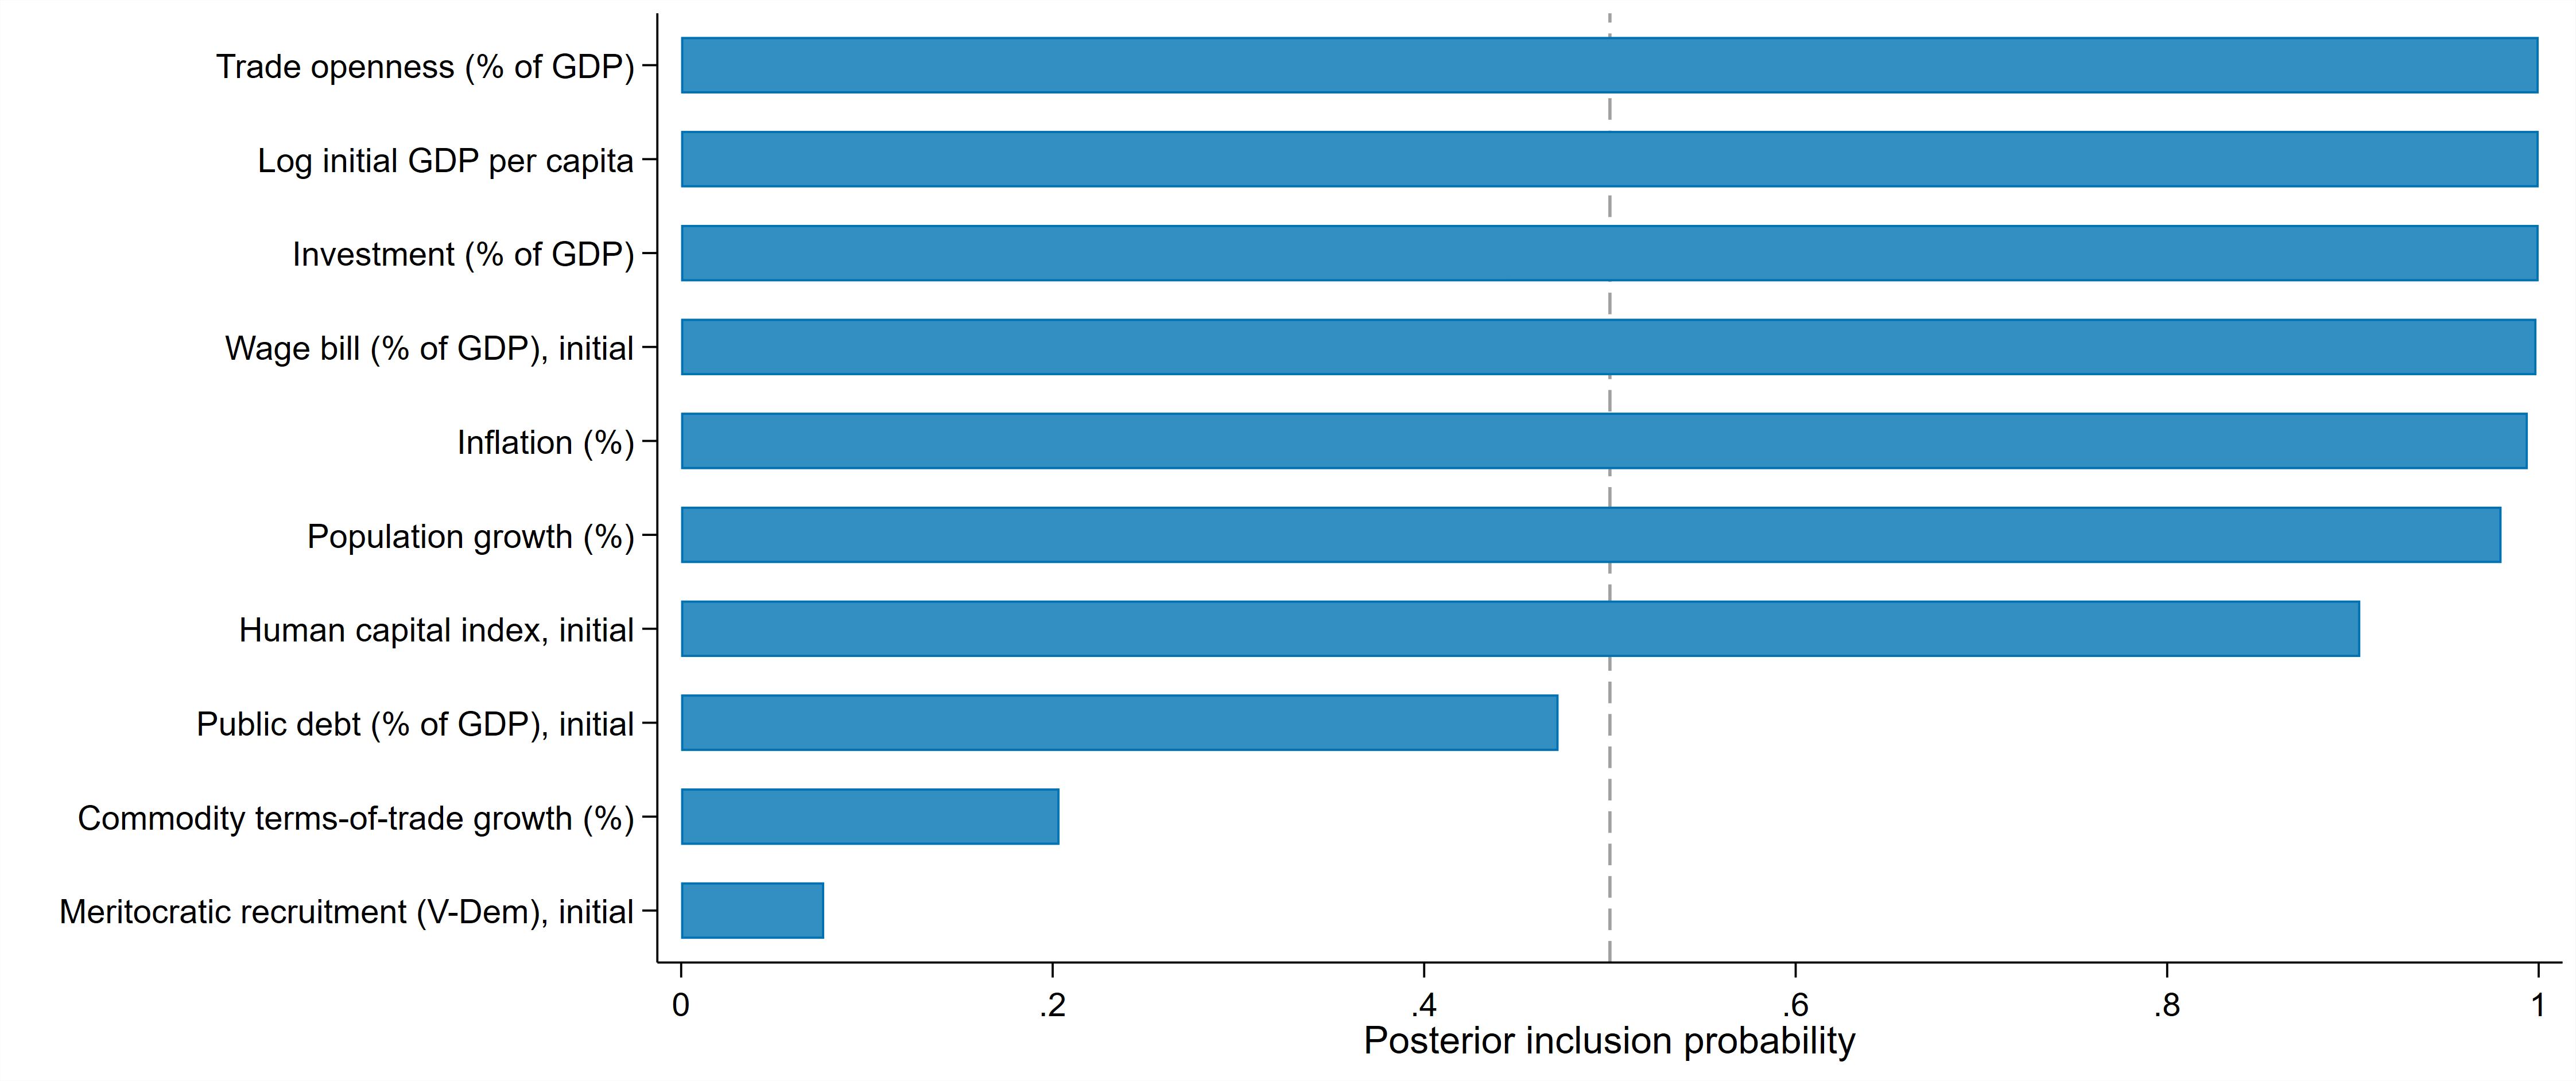 Trade openness (% of GDP)
Log initial GDP per capita
Investment (% of GDP)
Wage bill (% of GDP), initial
Inflation (%)
Population growth (%)
Human capital index, initial
Public debt (% of GDP), initial
Commodity terms-of-trade growth (%)
Meritocratic recruitment (V-Dem), initial
0 .2 .4 .6 .8 1
Posterior inclusion probability